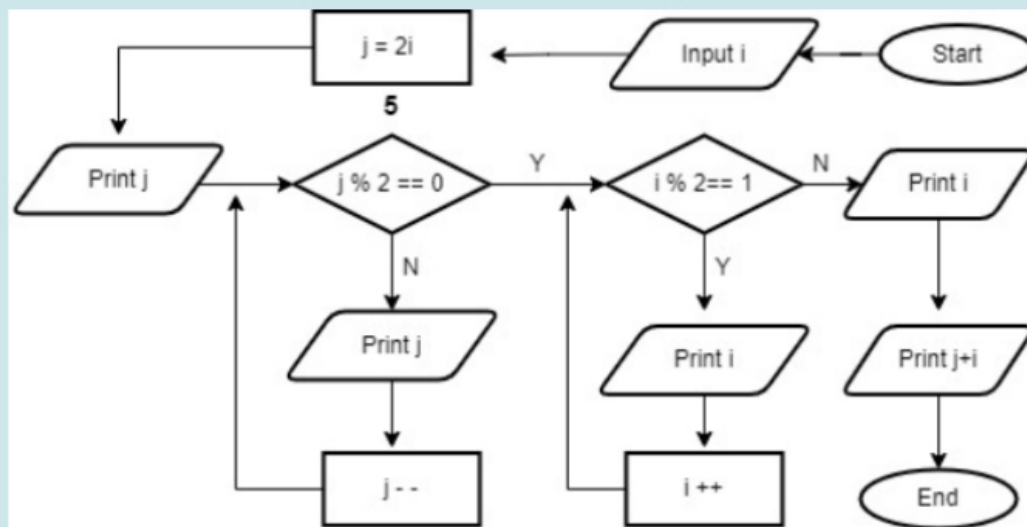 Start
Input i
j = 2i
5
Print j
j % 2 == 0
Y
i % 2== 1
N
Print i
N
Y
Print j
Print i
Print j+i
j - -
i ++
End